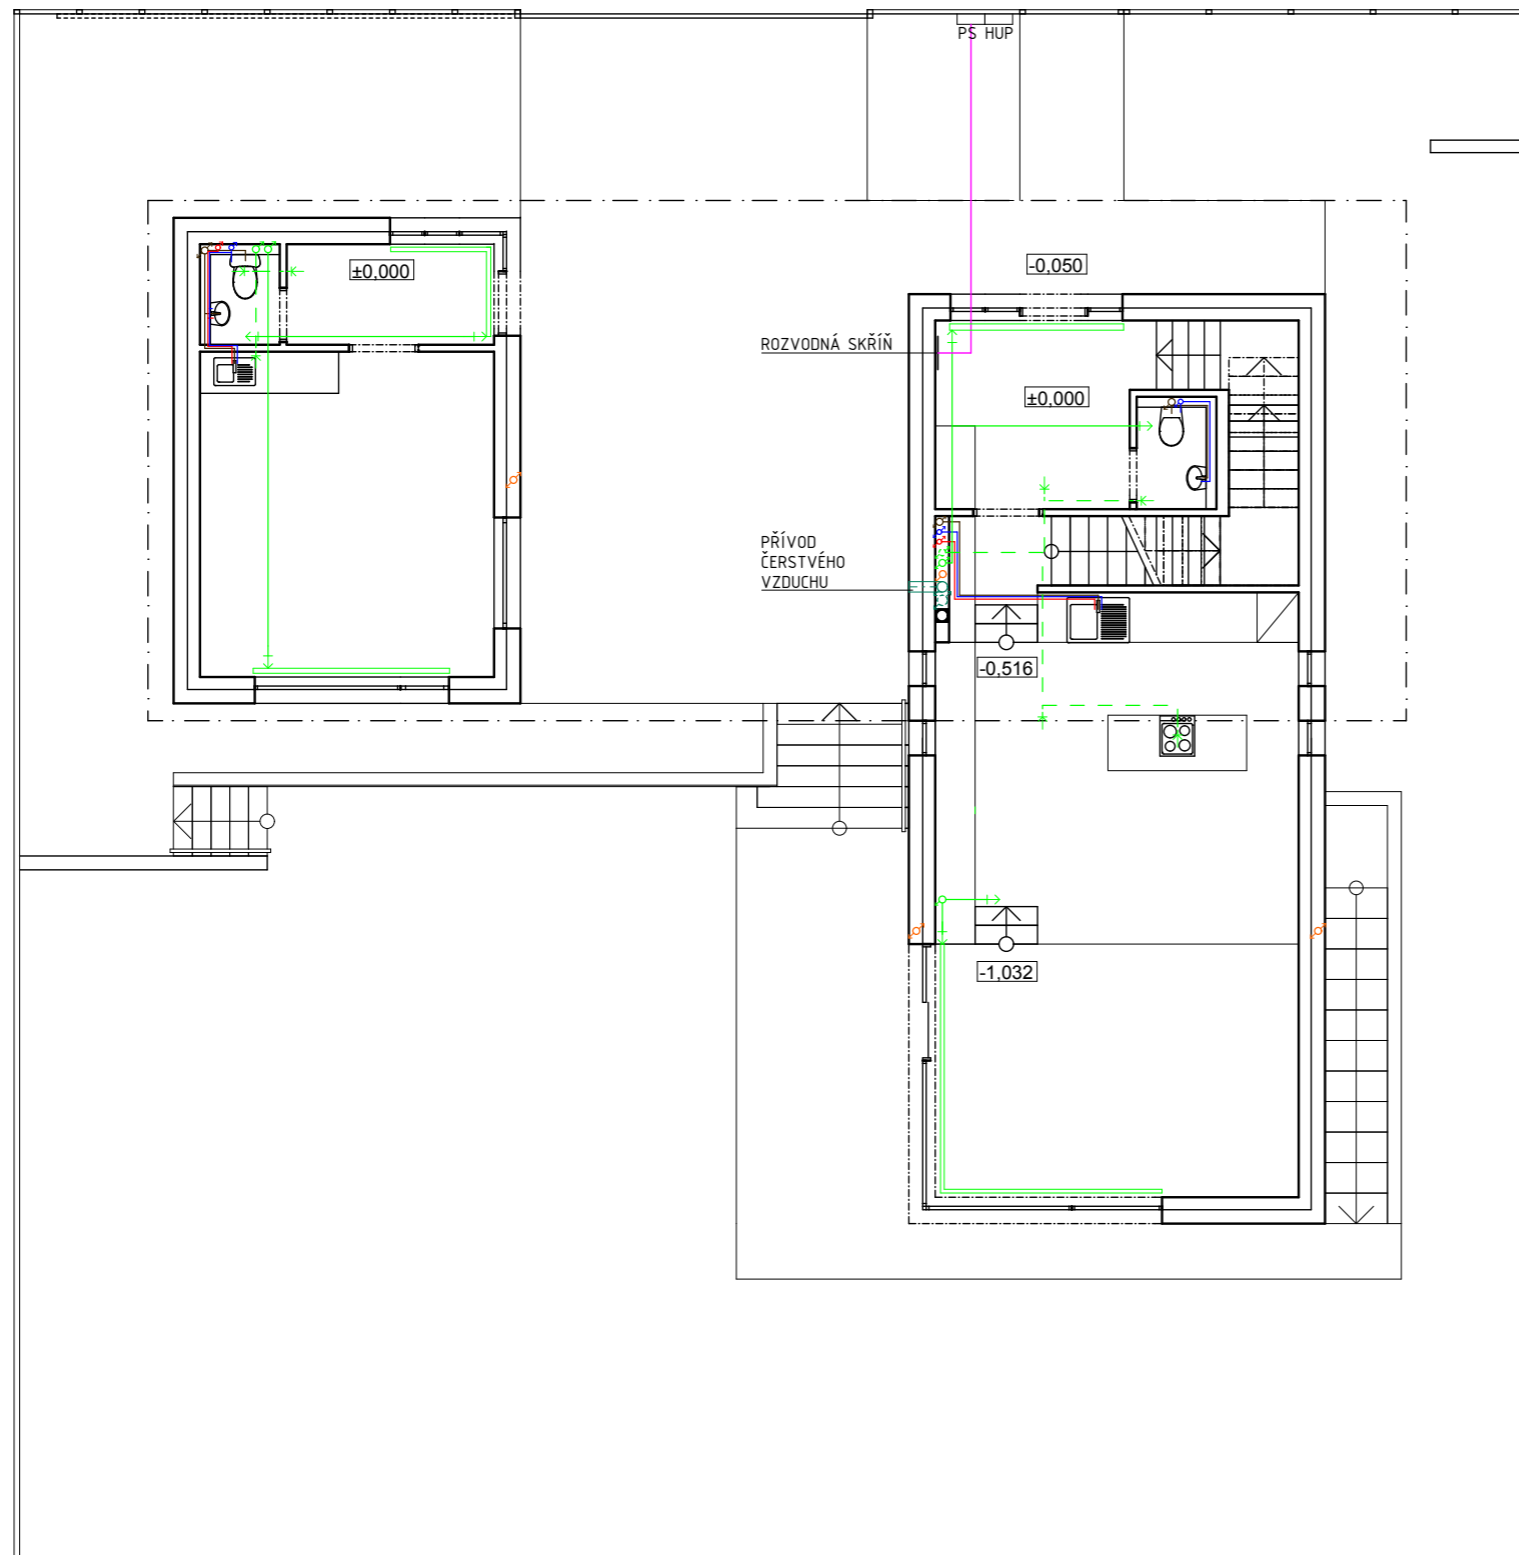 PS HUP
±0,000
-0,050
ROZVODNÁ SKŘÍŇ
±0,000
PŘÍVOD
ČERSTVÉHO
VZDUCHU
-0,516
-1,032